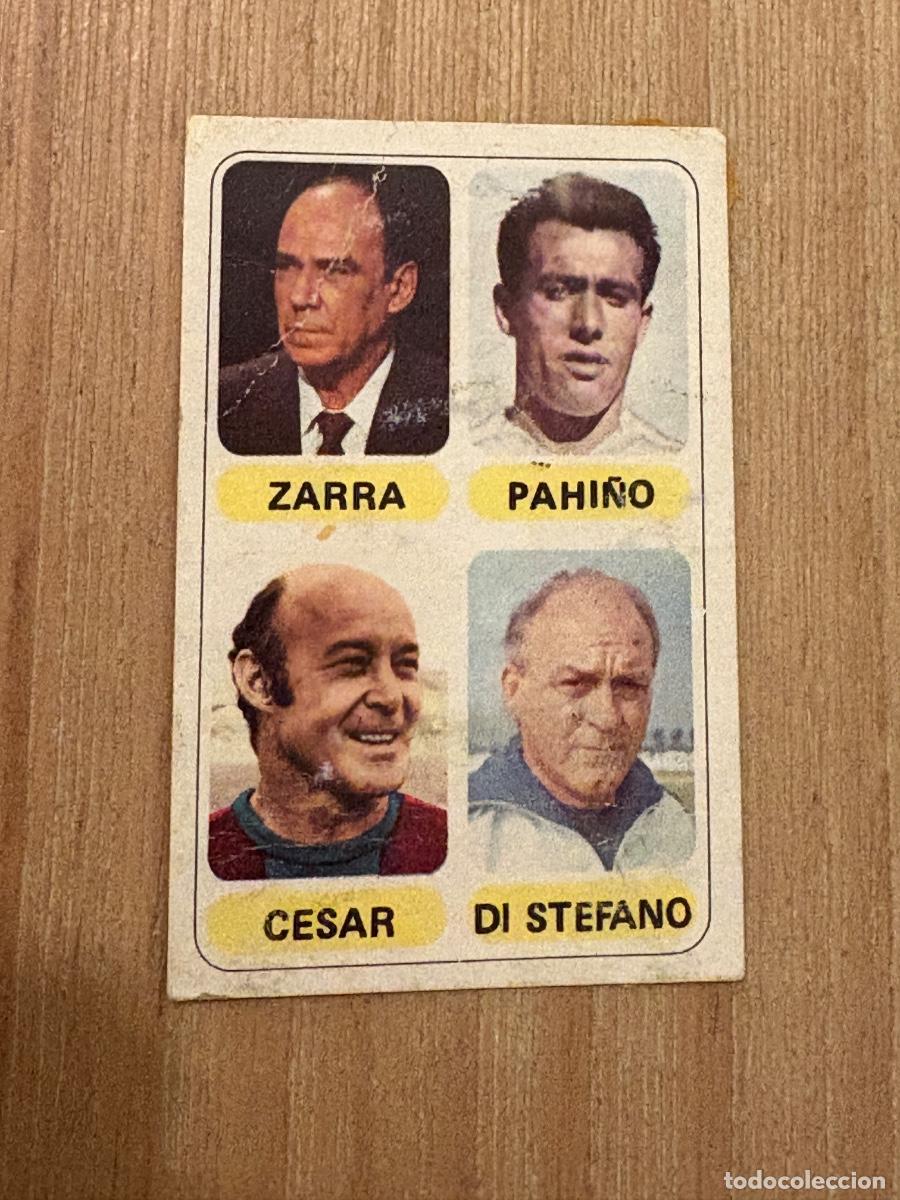 ZARRA
PAHIÑO
CESAR
DI STEFANO
todocoleccion